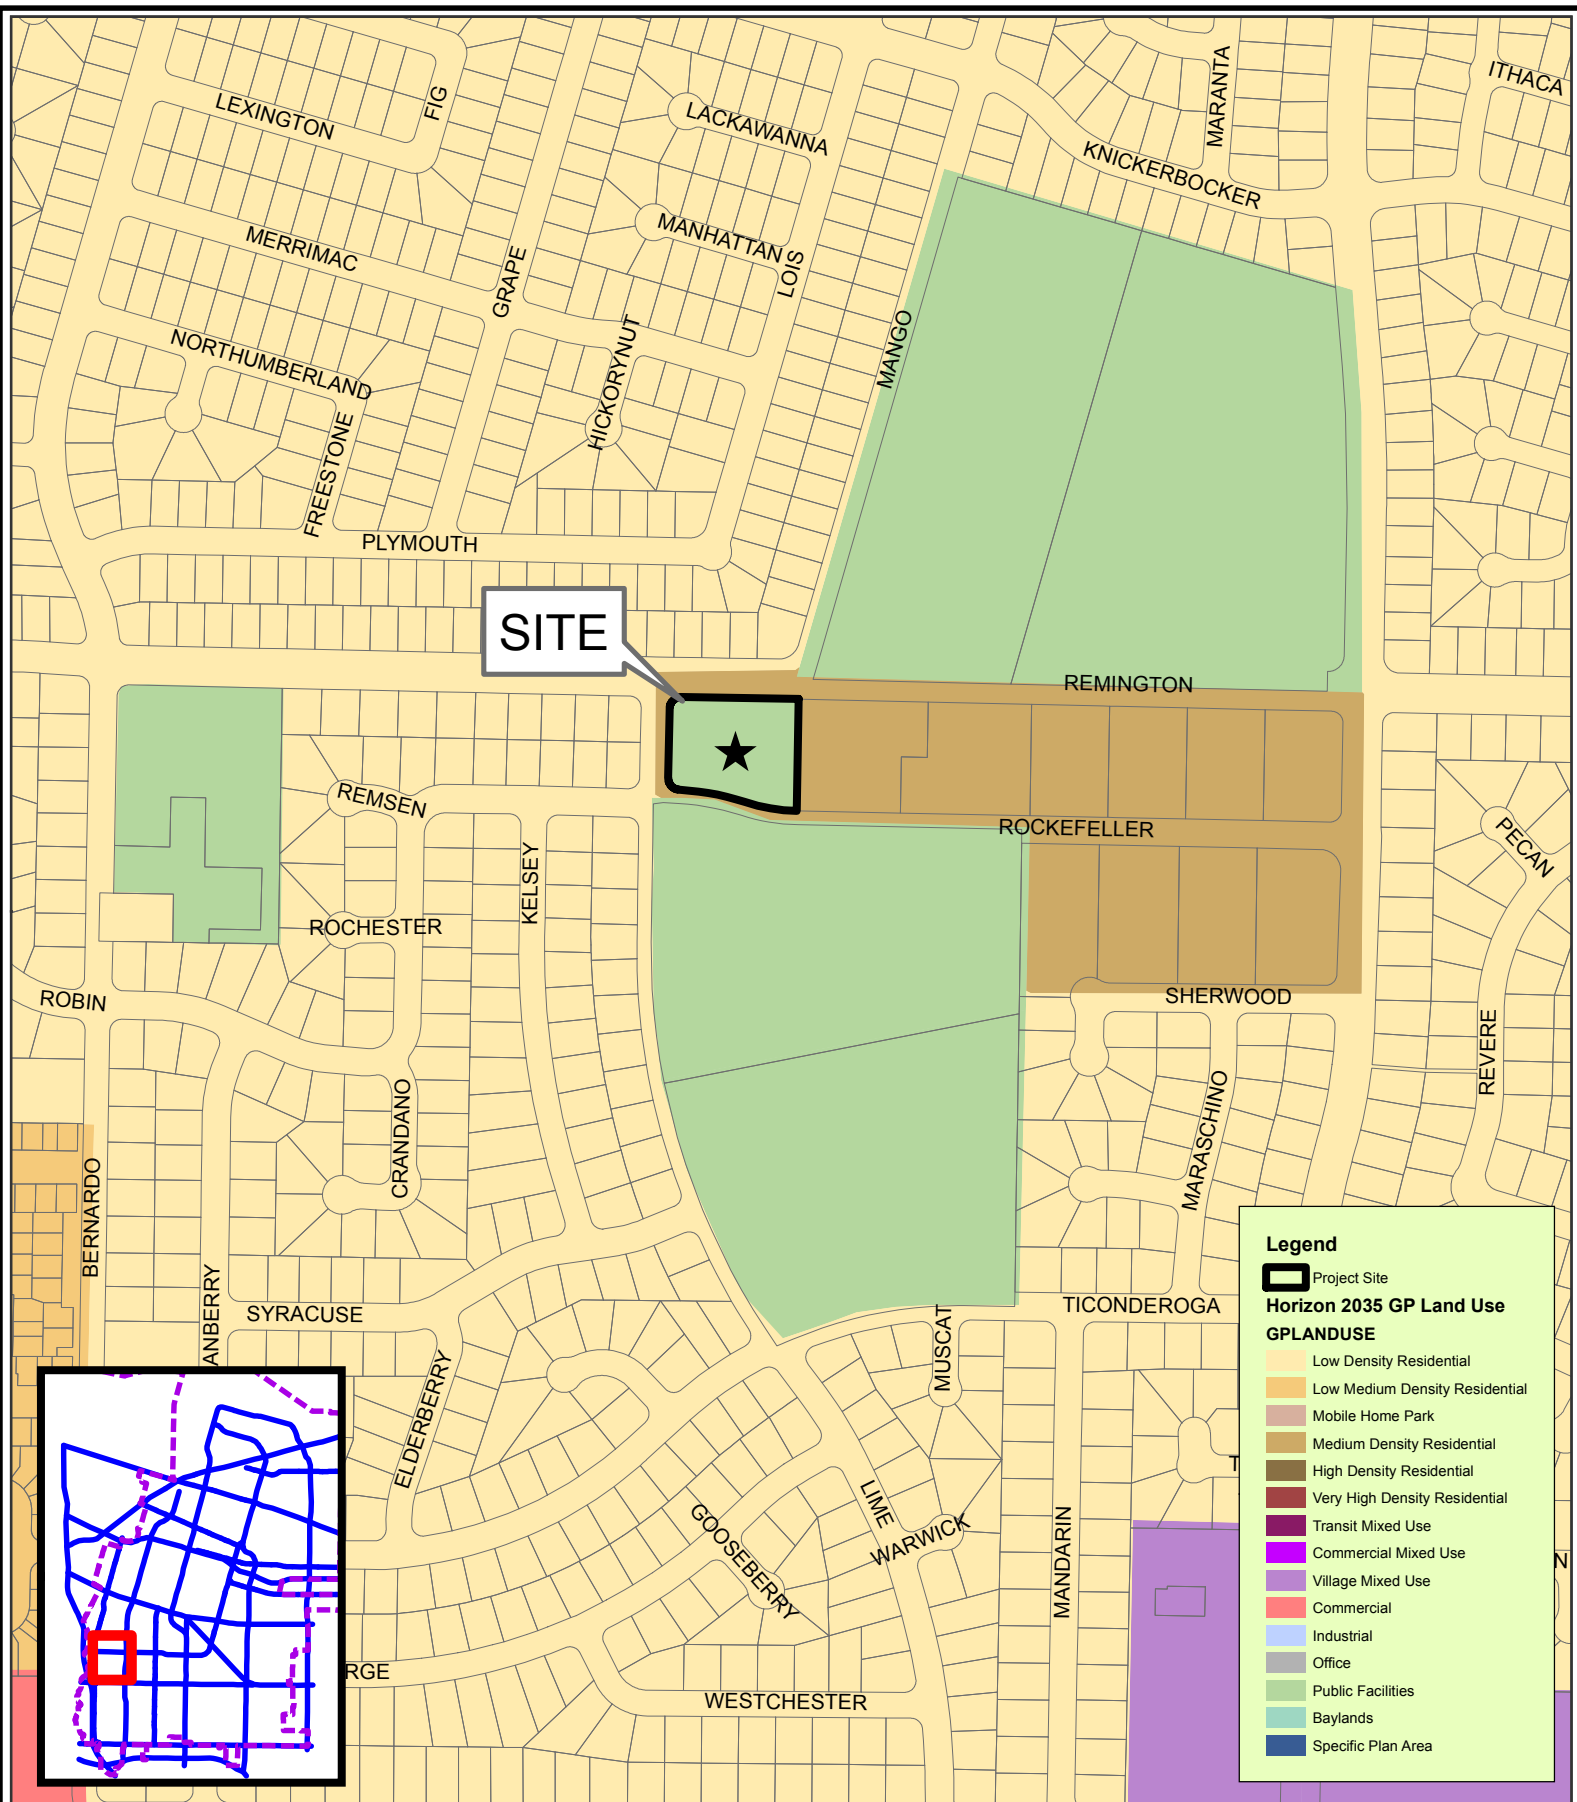 ITHACA
MARANTA
FIG
LEXINGTON
LACKAWANNA
KNICKERBOCKER
MANHATTAN
MERRIMAC
GRAPE
LOIS
MANGO
NORTHUMBERLAND
HICKORYNUT
FREESTONE
PLYMOUTH
SITE
REMINGTON
REMSEN
ROCKEFELLER
PECAN
KELSEY
ROCHESTER
ROBIN
SHERWOOD
REVERE
CRANDANO
MARASCHINO
BERNARDO
ANBERRY
SYRACUSE
MUSCAT
TICONDEROGA
ELDERBERRY
LIME
GOOSEBERRY
WARWICK
MANDARIN
T
N
RGE
WESTCHESTER
Legend
Project Site
Horizon 2035 GP Land Use
GPLANDUSE
Low Density Residential
Low Medium Density Residential
Mobile Home Park
Medium Density Residential
High Density Residential
Very High Density Residential
Transit Mixed Use
Commercial Mixed Use
Village Mixed Use
Commercial
Industrial
Office
Public Facilities
Baylands
Specific Plan Area